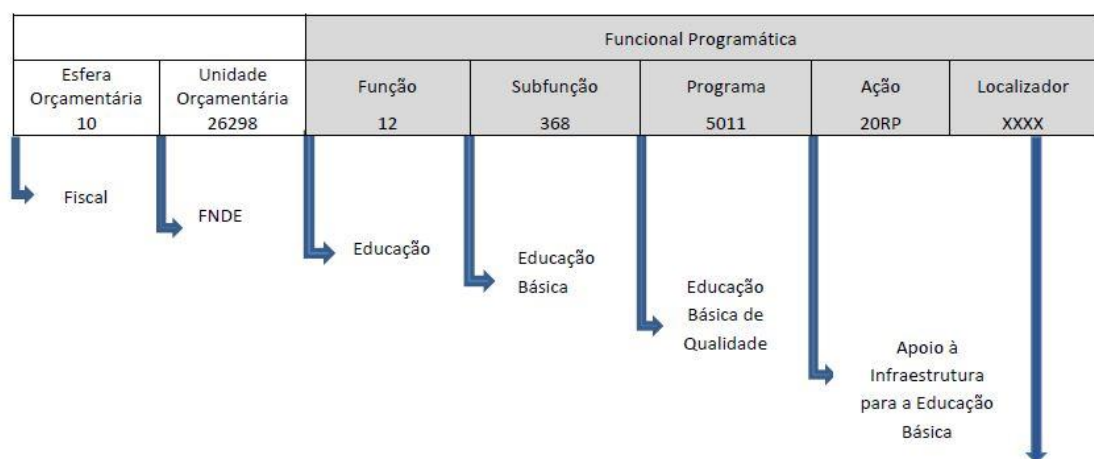 Funcional Programática
Esfera
Orçamentária
10
Unidade
Orçamentária
26298
Função
12
Subfunção
368
Programa
5011
Ação
20RP
Localizador
XXXX
Fiscal
FNDE
Educação
Educação
Básica
Educação
Básica de
Qualidade
Apoio à
Infraestrutura
para a Educação
Básica